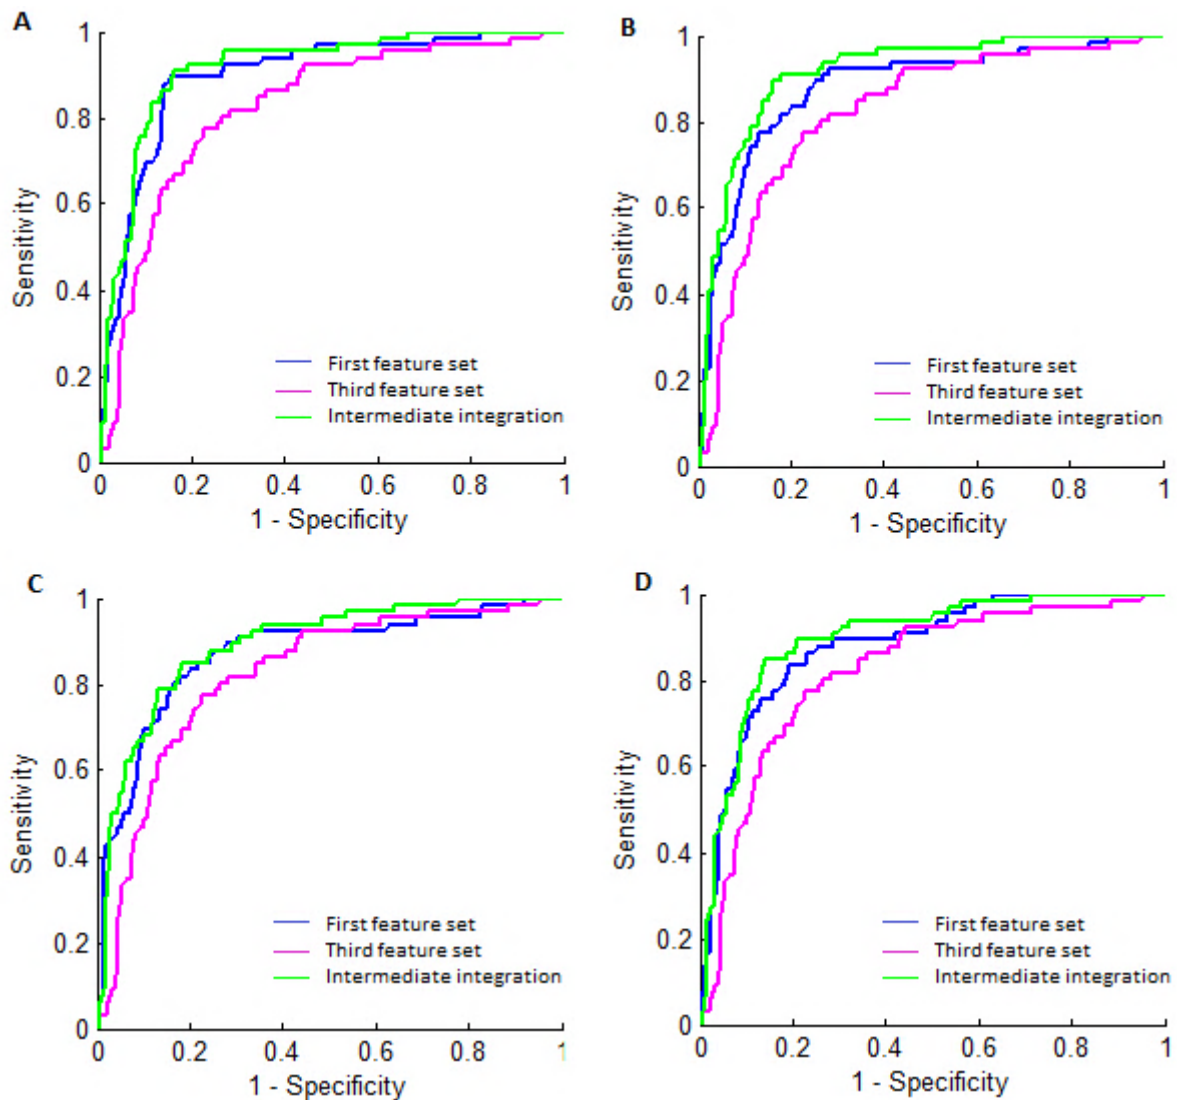 A
1
0.8
0.6
0.4
0.2
0
Sensitivity
First feature set
Third feature set
Intermediate integration
0 0.2 0.4 0.6 0.8 1
1 - Specificity
B
1
0.8
0.6
0.4
0.2
0
Sensitivity
First feature set
Third feature set
Intermediate integration
0 0.2 0.4 0.6 0.8 1
1 - Specificity
C
1
0.8
0.6
0.4
0.2
0
Sensitivity
First feature set
Third feature set
Intermediate integration
0 0.2 0.4 0.6 0.8 1
1 - Specificity
D
1
0.8
0.6
0.4
0.2
0
Sensitivity
First feature set
Third feature set
Intermediate integration
0 0.2 0.4 0.6 0.8 1
1 - Specificity